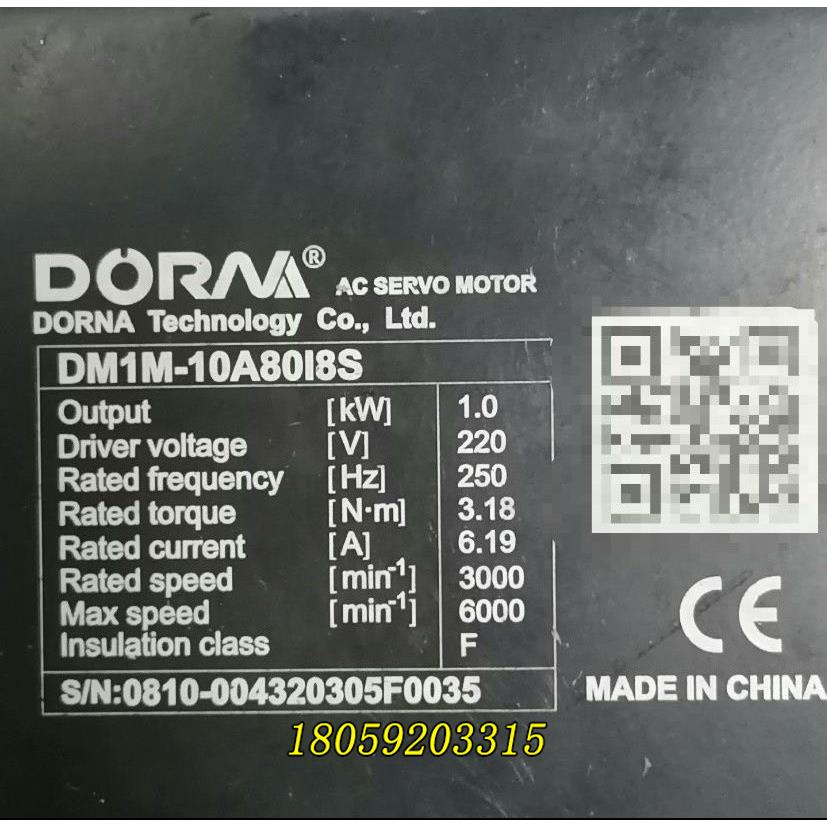 DORNA® AC SERVO MOTOR
DORNA Technology Co., Ltd.
DM1M-10A80I8S
Output [kW] 1.0
Driver voltage [V] 220
Rated frequency [Hz] 250
Rated torque [N·m] 3.18
Rated current [A] 6.19
Rated speed [min⁻¹] 3000
Max speed [min⁻¹] 6000
Insulation class F
S/N:0810-004320305F0035
CE
MADE IN CHINA
18059203315